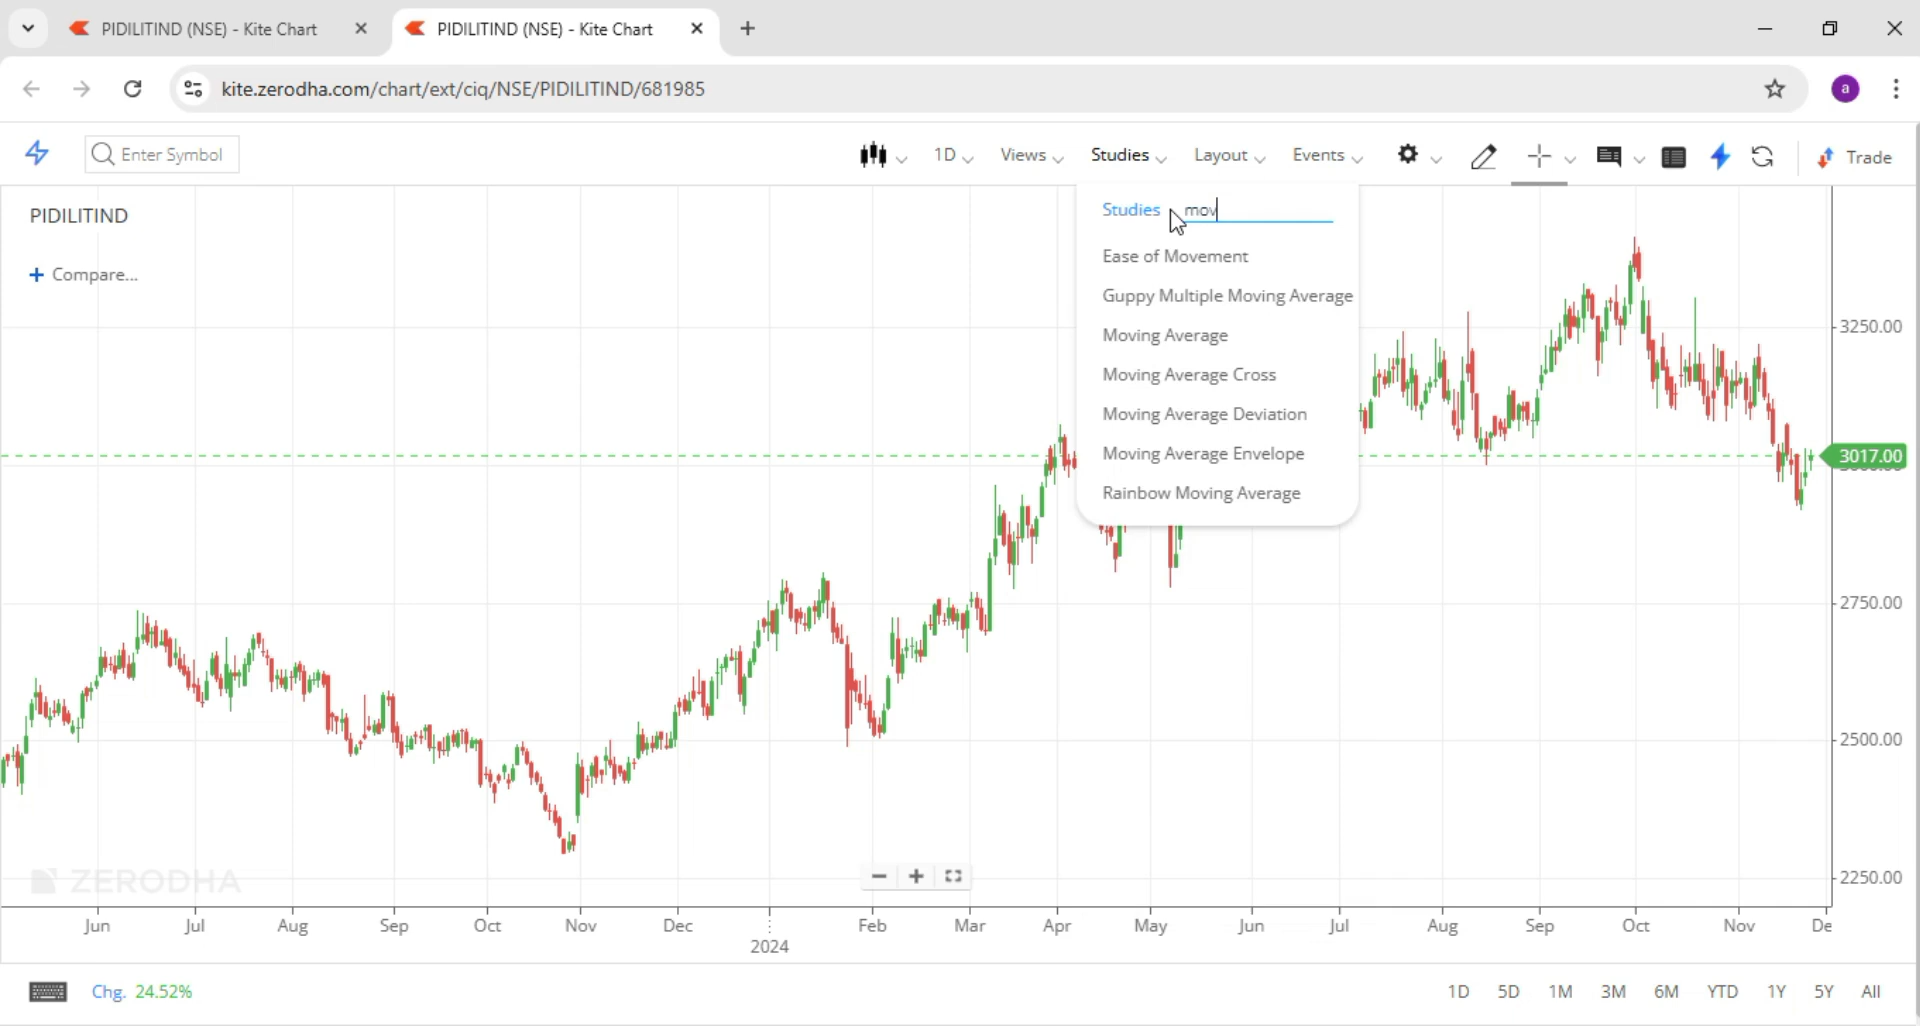 PIDILITIND (NSE) - Kite Chart
PIDILITIND (NSE) - Kite Chart
kite.zerodha.com/chart/ext/ciq/NSE/PIDILITIND/681985
a
Enter Symbol
1D
Views
Studies
Layout
Events
Trade
PIDILITIND
Compare...
Studies
mov
Ease of Movement
Guppy Multiple Moving Average
Moving Average
Moving Average Cross
Moving Average Deviation
Moving Average Envelope
Rainbow Moving Average
3250.00
3017.00
2750.00
2500.00
2250.00
ZERODHA
Jun Jul Aug Sep Oct Nov Dec Feb Mar Apr May Jun Jul Aug Sep Oct Nov De
2024
Chg. 24.52%
1D 5D 1M 3M 6M YTD 1Y 5Y All